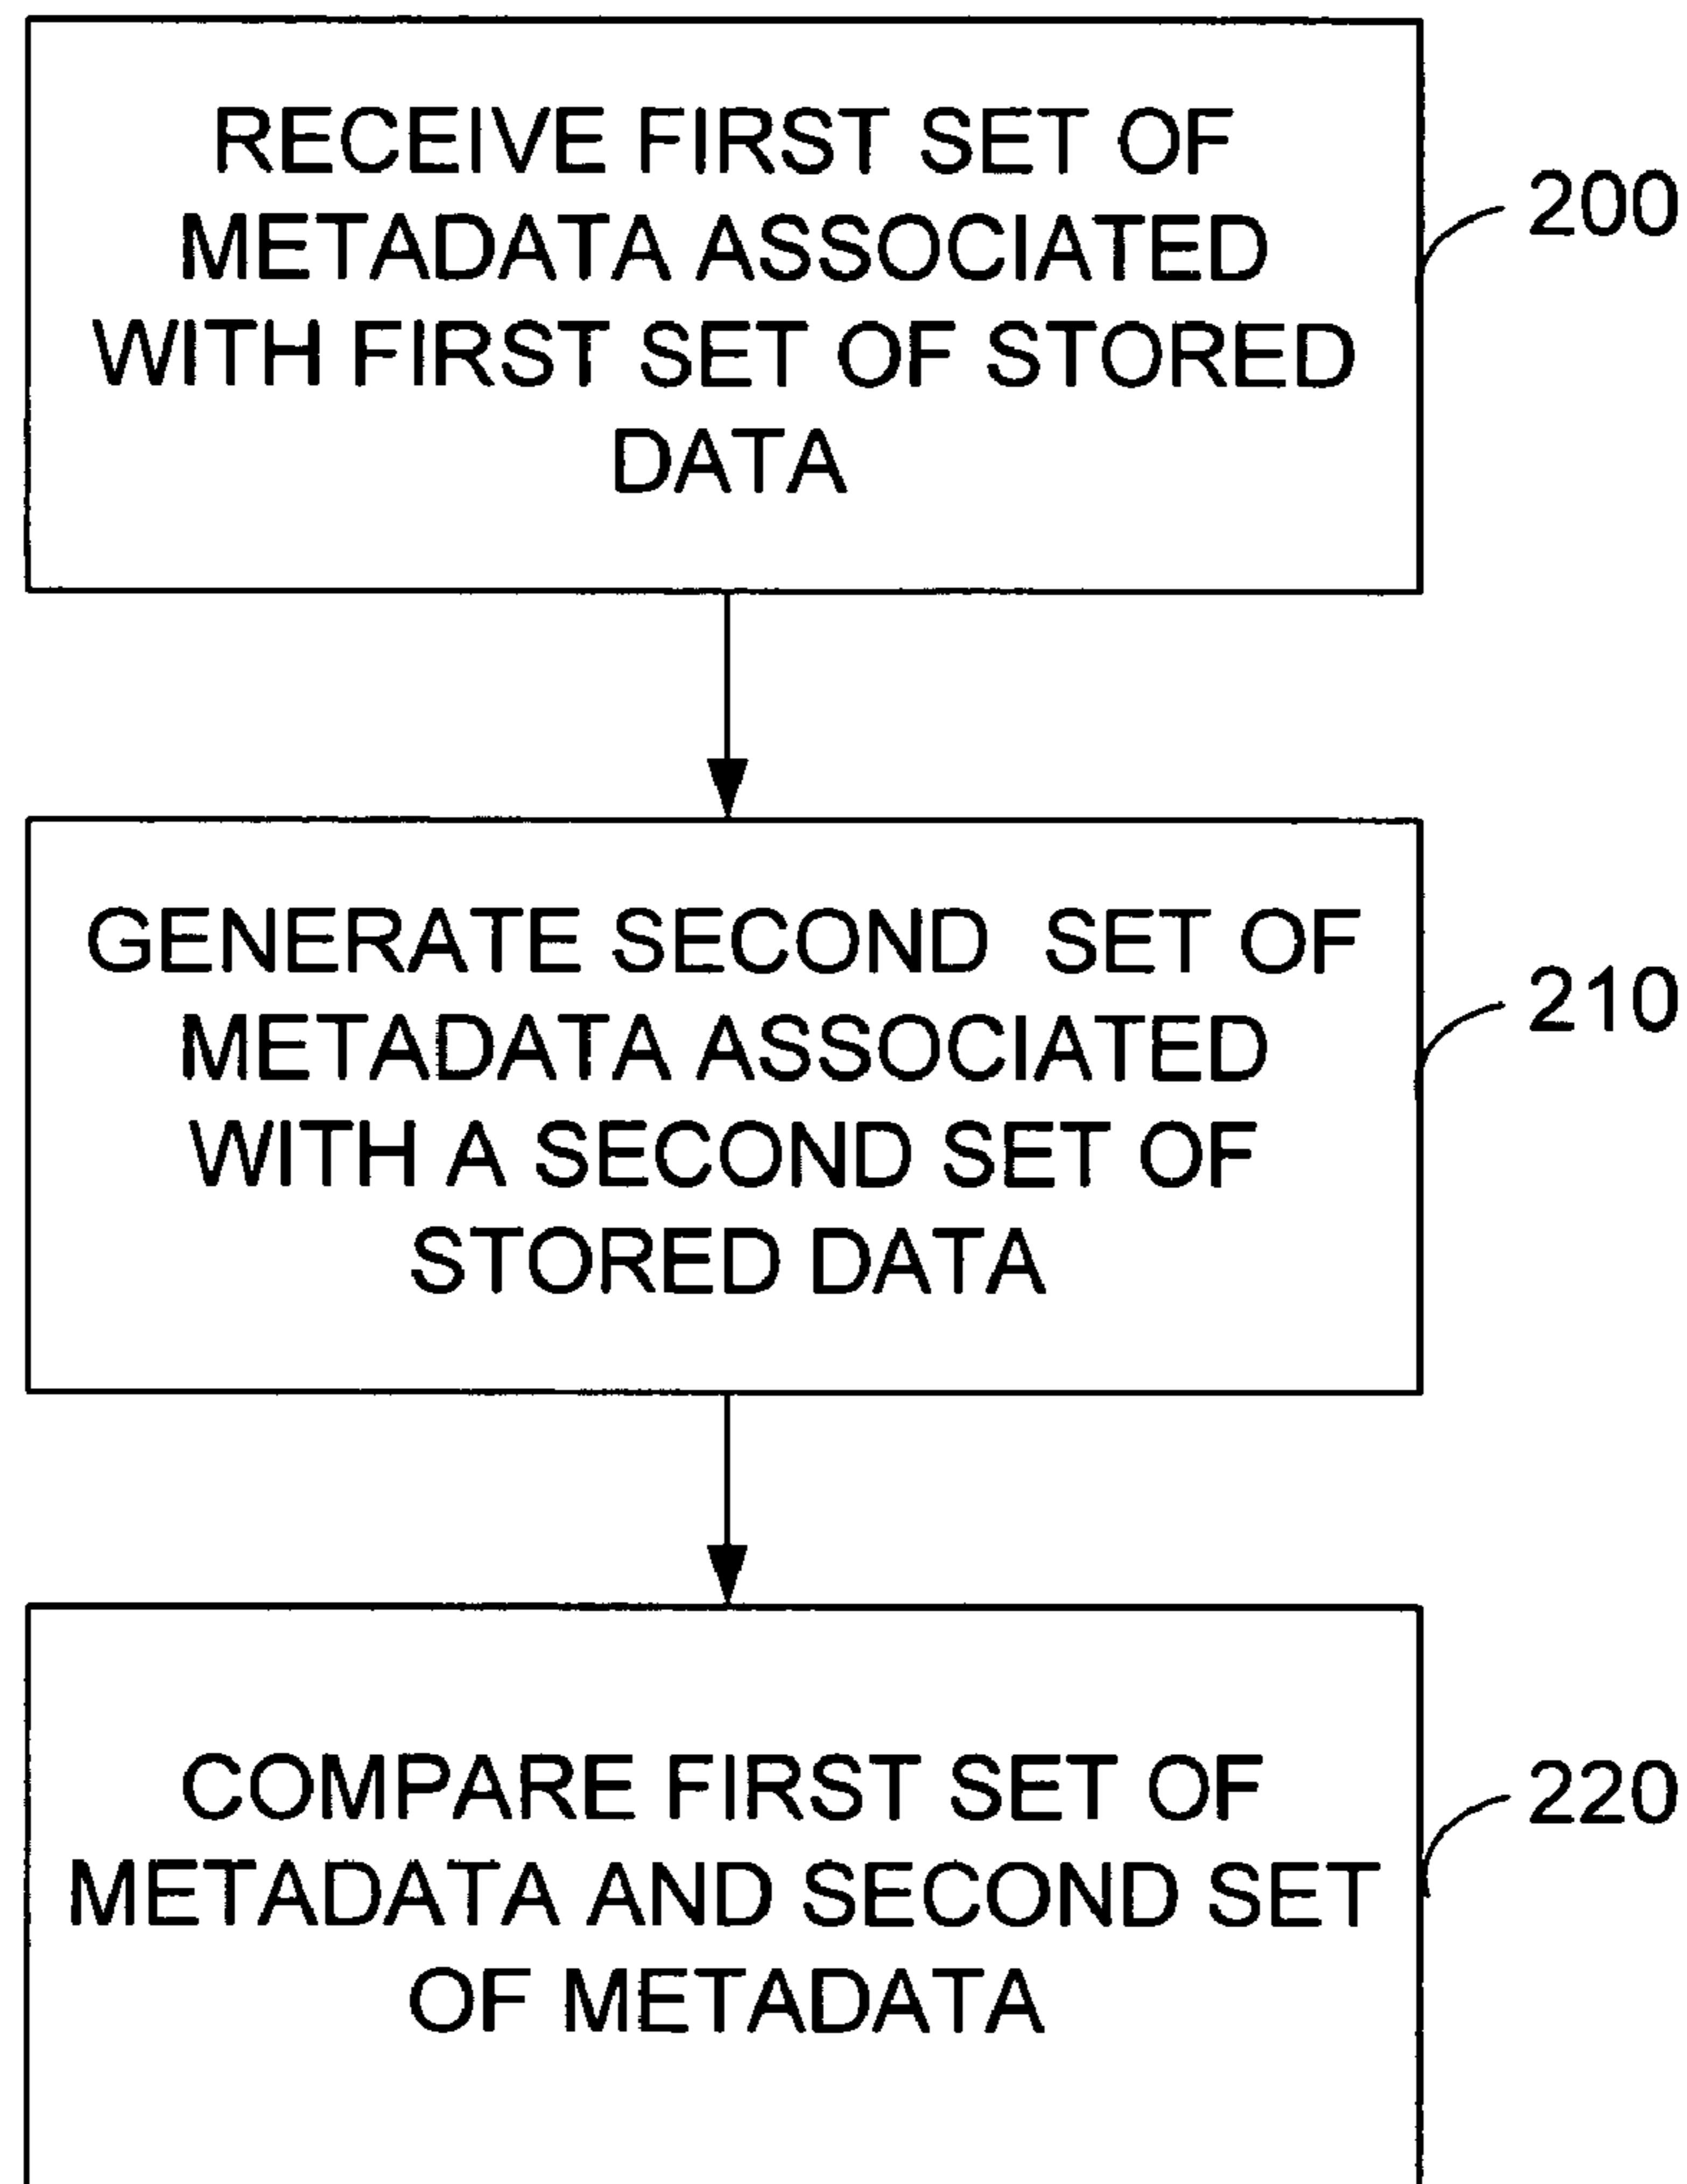 RECEIVE FIRST SET OF
METADATA ASSOCIATED
WITH FIRST SET OF STORED
DATA
200
GENERATE SECOND SET OF
METADATA ASSOCIATED
WITH A SECOND SET OF
STORED DATA
210
COMPARE FIRST SET OF
METADATA AND SECOND SET
OF METADATA
220